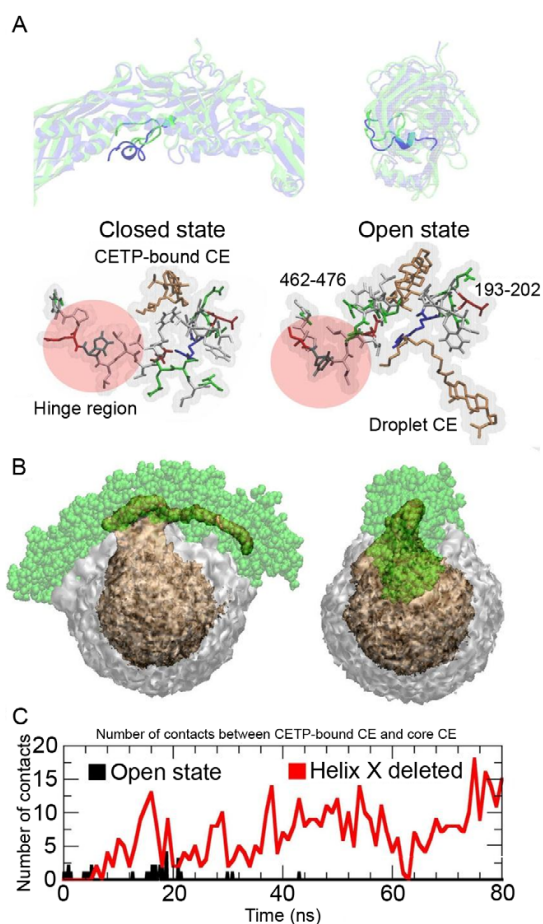 A
Closed state
Open state
CETP-bound CE
462-476
193-202
Hinge region
Droplet CE
B
C
Number of contacts between CETP-bound CE and core CE
20
15
10
5
0
Number of contacts
Open state
Helix X deleted
0
20
40
60
80
Time (ns)